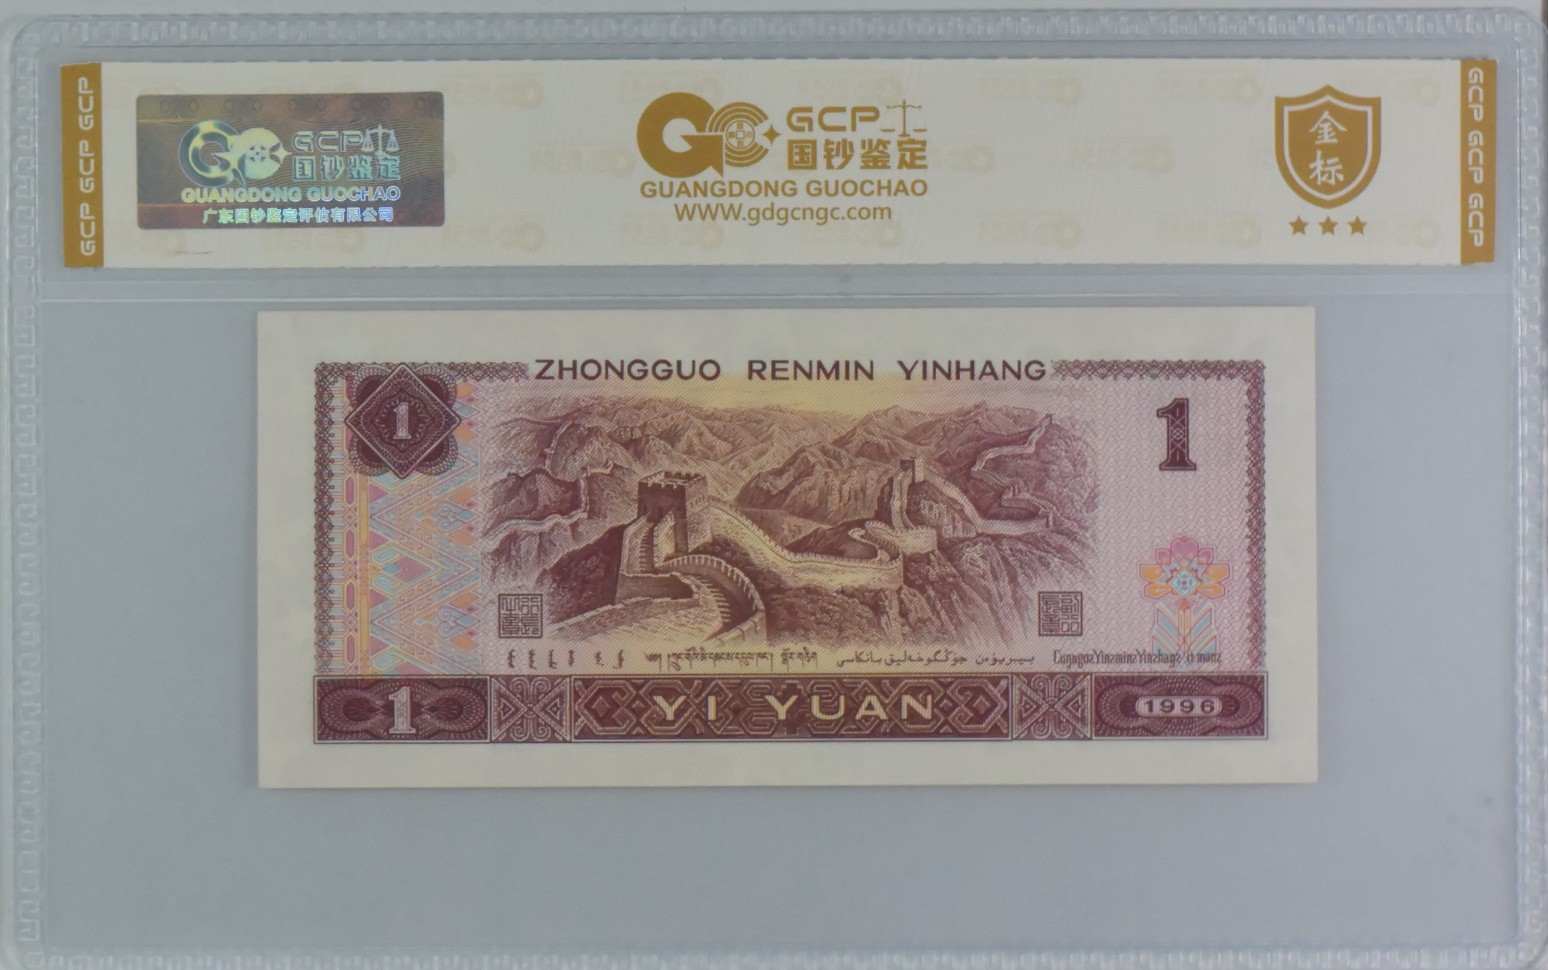 GCP GCP GCP
GCP
国钞鉴定
GUANGDONG GUOCHAO
广东国钞鉴定评估有限公司
GCP
国钞鉴定
GUANGDONG GUOCHAO
WWW.gdgcngc.com
金标
GCP GCP GCP
ZHONGGUO RENMIN YINHANG
1
1
1
YI YUAN
1996